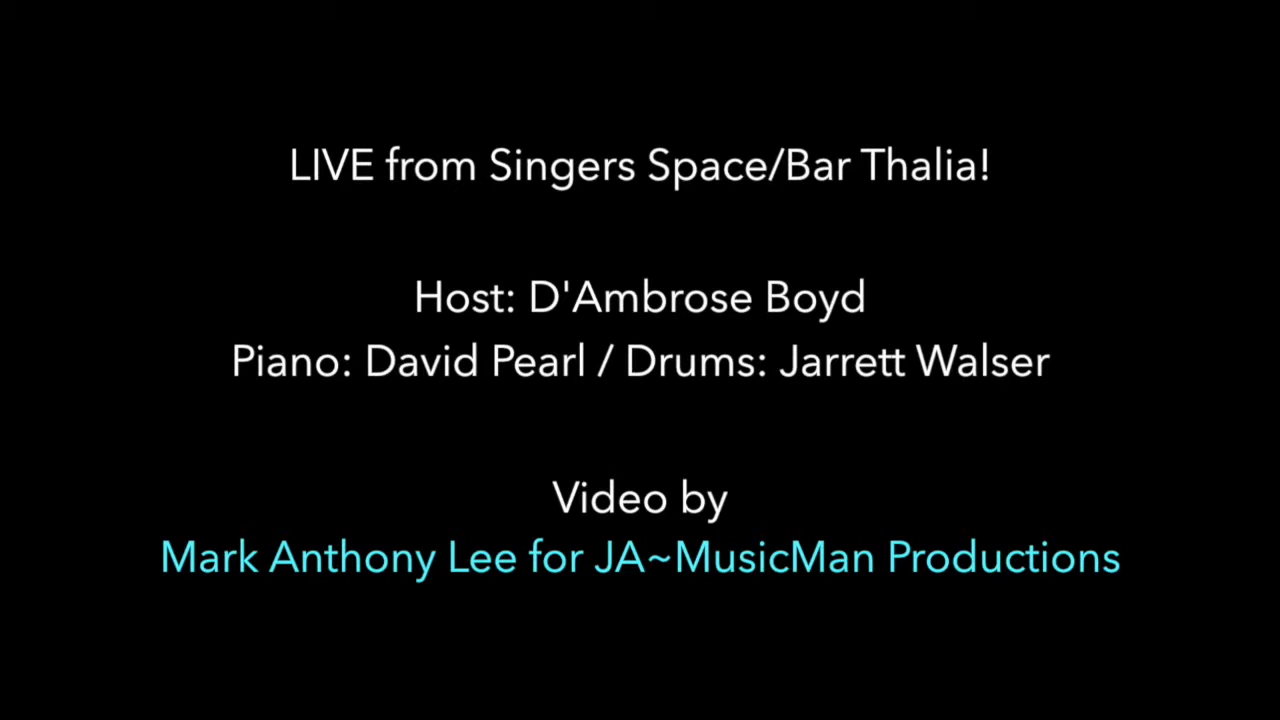 LIVE from Singers Space/Bar Thalia!
Host: D'Ambrose Boyd
Piano: David Pearl / Drums: Jarrett Walser
Video by
Mark Anthony Lee for JA~MusicMan Productions